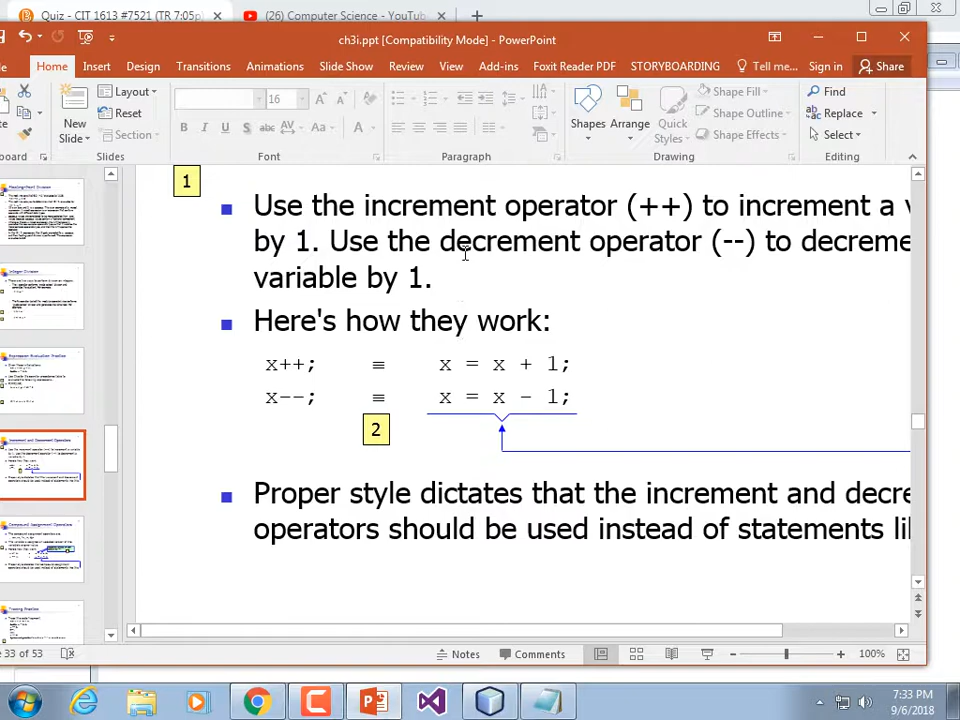 Quiz - CIT 1613 #7521 (TR 7:05p)
(26) Computer Science - YouTu
ch3i.ppt [Compatibility Mode] - PowerPoint
Home Insert Design Transitions Animations Slide Show Review View Add-ins Foxit Reader PDF STORYBOARDING Tell me... Sign in Share
Layout
Reset
Section
New
Slide
16
Shapes
Arrange
Quick
Styles
Shape Fill
Shape Outline
Shape Effects
Find
Replace
Select
Slides
Font
Paragraph
Drawing
Editing
1
Use the increment operator (++) to increment a
by 1. Use the decrement operator (--) to decreme
variable by 1.
Here's how they work:
x++; ≡ x = x + 1;
x--; ≡ x = x - 1;
2
Proper style dictates that the increment and decre
operators should be used instead of statements li
33 of 53
Notes
Comments
100%
7:33 PM
9/6/2018